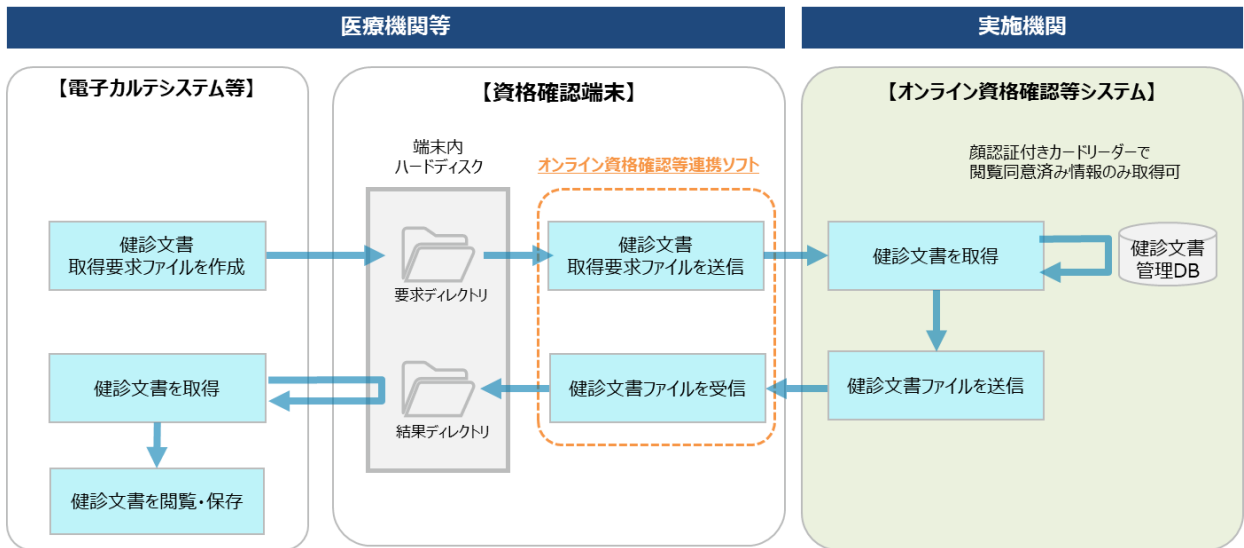 医療機関等
実施機関
【電子カルテシステム等】
【資格確認端末】
【オンライン資格確認等システム】
端末内
ハードディスク
オンライン資格確認等連携ソフト
顔認証付きカードリーダーで
閲覧同意済み情報のみ取得可
健診文書
取得要求ファイルを作成
要求ディレクトリ
健診文書
取得要求ファイルを送信
健診文書を取得
健診文書
管理DB
健診文書を取得
結果ディレクトリ
健診文書ファイルを受信
健診文書ファイルを送信
健診文書を閲覧・保存